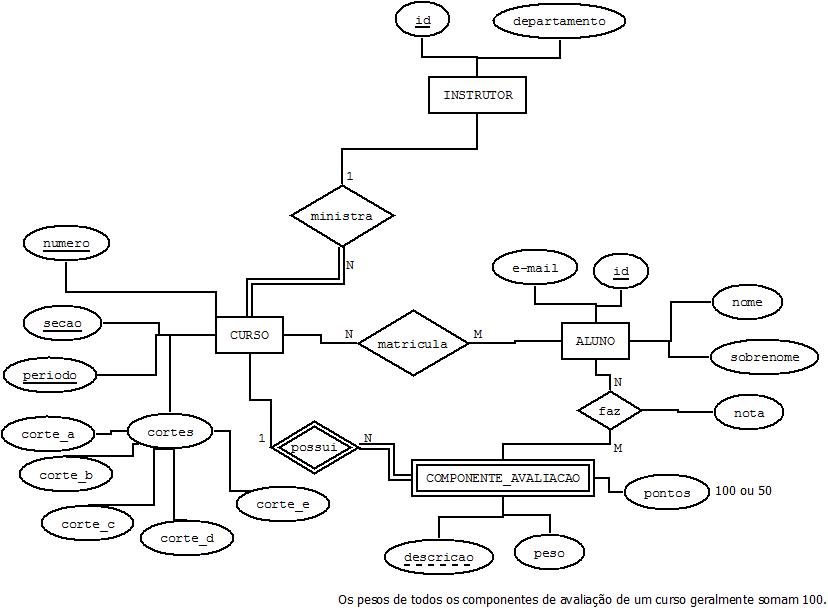 id
departamento
INSTRUTOR
1
ministra
N
numero
e-mail
id
nome
secao
CURSO
N
matricula
M
ALUNO
sobrenome
periodo
N
faz
nota
corte_a
cortes
1
possui
N
M
corte_b
COMPONENTE_AVALIACAO
pontos
100 ou 50
corte_e
corte_c
corte_d
descricao
peso
Os pesos de todos os componentes de avaliação de um curso geralmente somam 100.